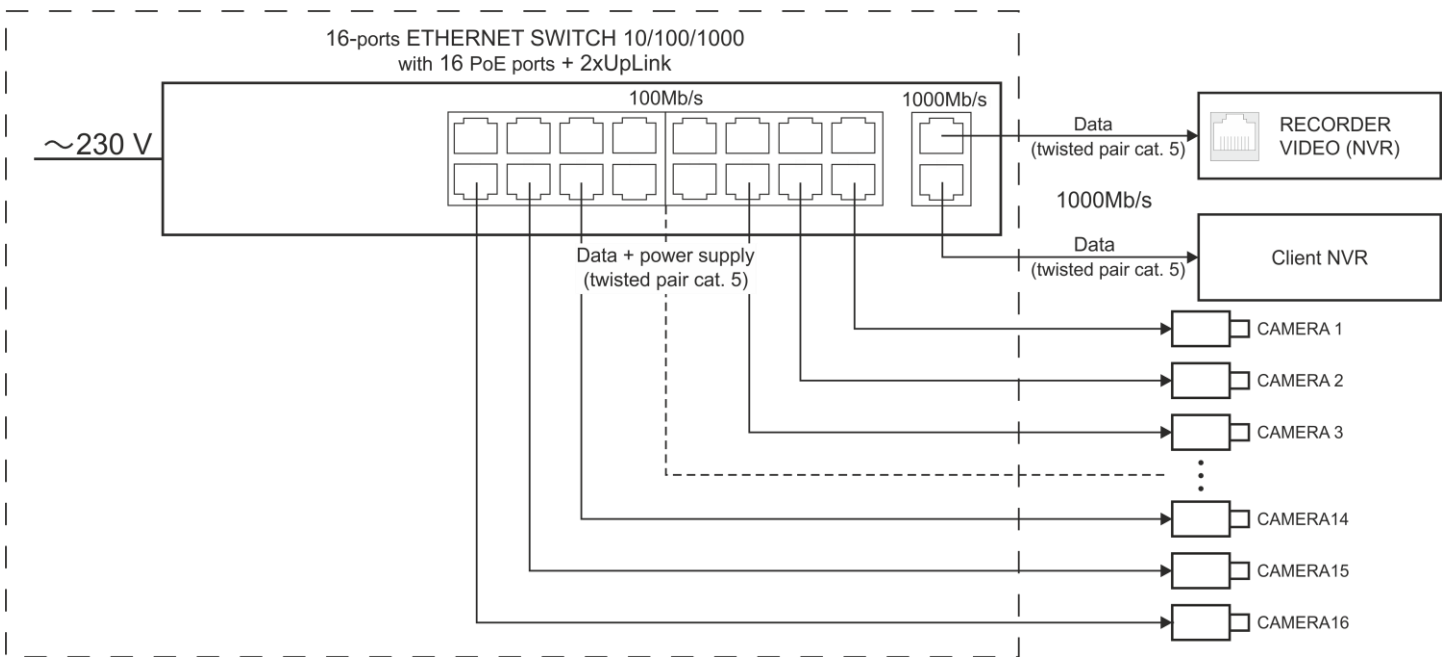 16-ports ETHERNET SWITCH 10/100/1000
with 16 PoE ports + 2xUpLink
~230 V
100Mb/s
1000Mb/s
Data
(twisted pair cat. 5)
RECORDER
VIDEO (NVR)
1000Mb/s
Data
(twisted pair cat. 5)
Client NVR
Data + power supply
(twisted pair cat. 5)
CAMERA 1
CAMERA 2
CAMERA 3
CAMERA14
CAMERA15
CAMERA16